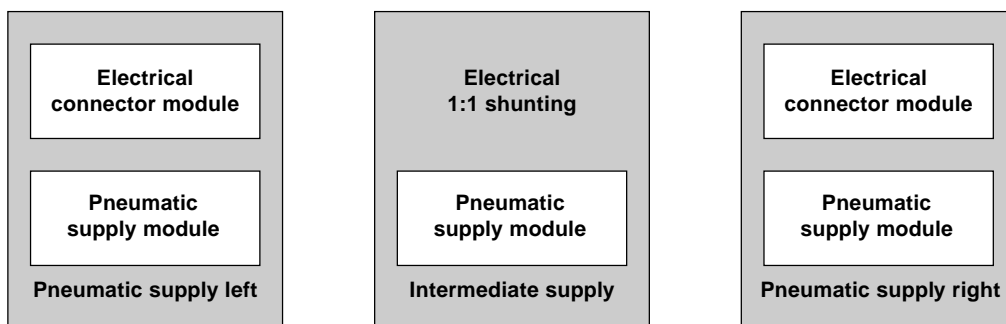 Electrical
connector module
Pneumatic
supply module
Pneumatic supply left
Electrical
1:1 shunting
Pneumatic
supply module
Intermediate supply
Electrical
connector module
Pneumatic
supply module
Pneumatic supply right